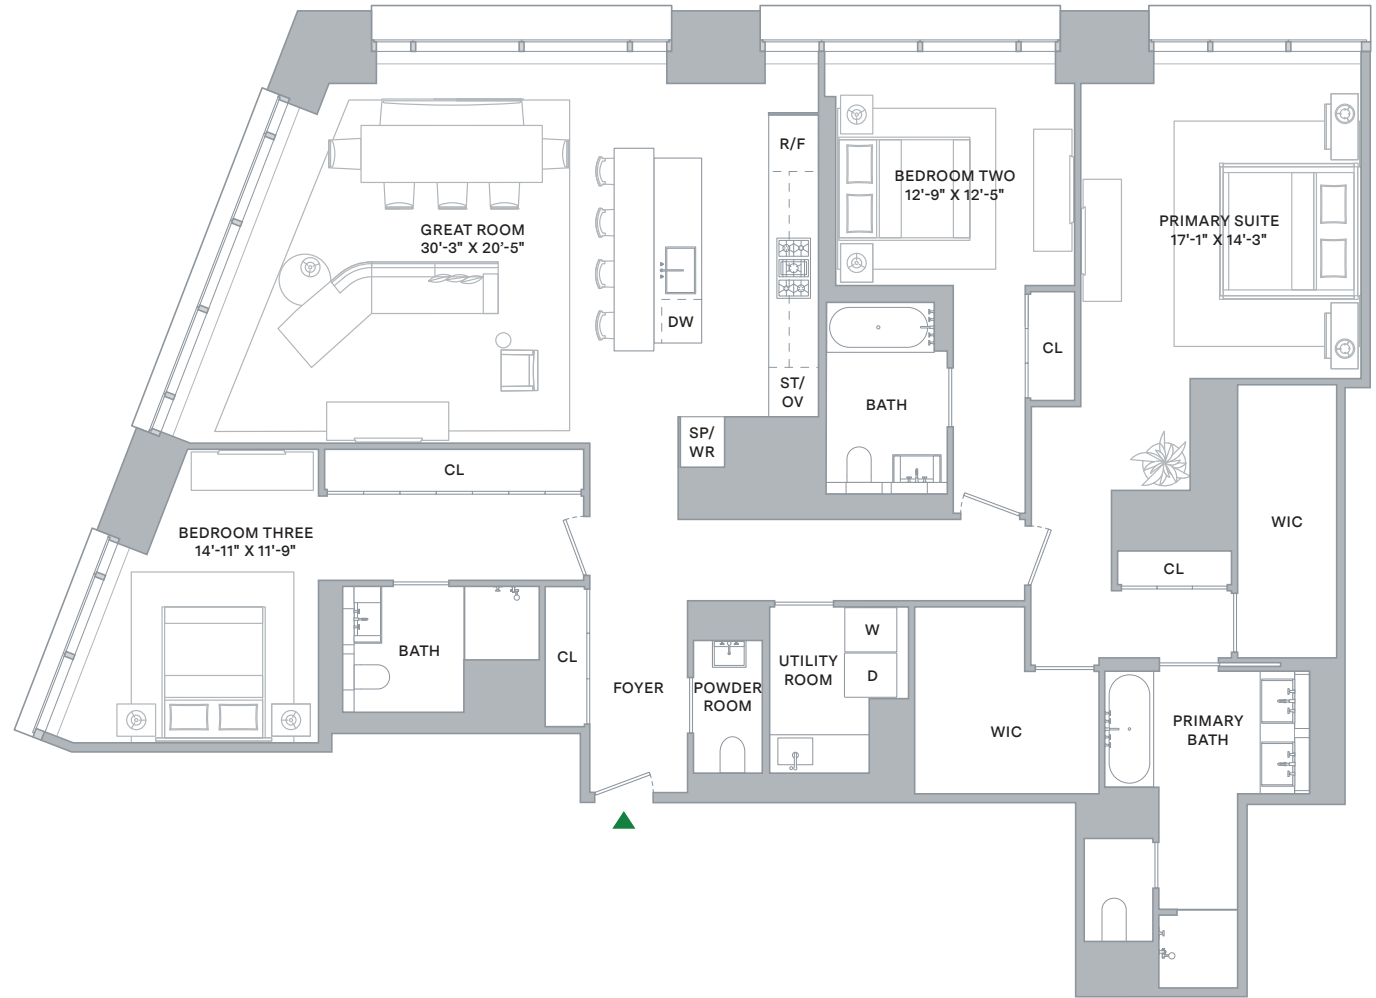 R/F
BEDROOM TWO
12'-9" X 12'-5"
PRIMARY SUITE
17'-1" X 14'-3"
GREAT ROOM
30'-3" X 20'-5"
DW
CL
ST/
OV
BATH
SP/
WR
CL
WIC
BEDROOM THREE
14'-11" X 11'-9"
CL
W
BATH
CL
UTILITY
ROOM
D
FOYER
POWDER
ROOM
WIC
PRIMARY
BATH